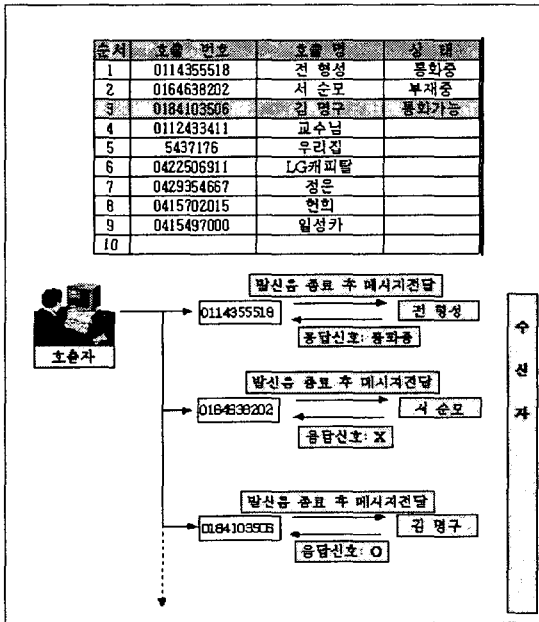 순서 호출 번호 호출 명 상 태
1 0114355518 전 형성 통화중
2 0164638202 서 순모 부재중
3 0184103506 김 명구 통화가능
4 0112433411 교수님
5 5437176 우리집
6 0422506911 LG캐피탈
7 0429354667 정운
8 0415702015 현희
9 0415497000 일성카
10
발신음 종료 후 메시지전달
0114355518 전 형성
응답신호: 통화중
호출자
수신자
발신음 종료 후 메시지전달
0164638202 서 순모
응답신호: X
발신음 종료 후 메시지전달
0184103506 김 명구
응답신호: O